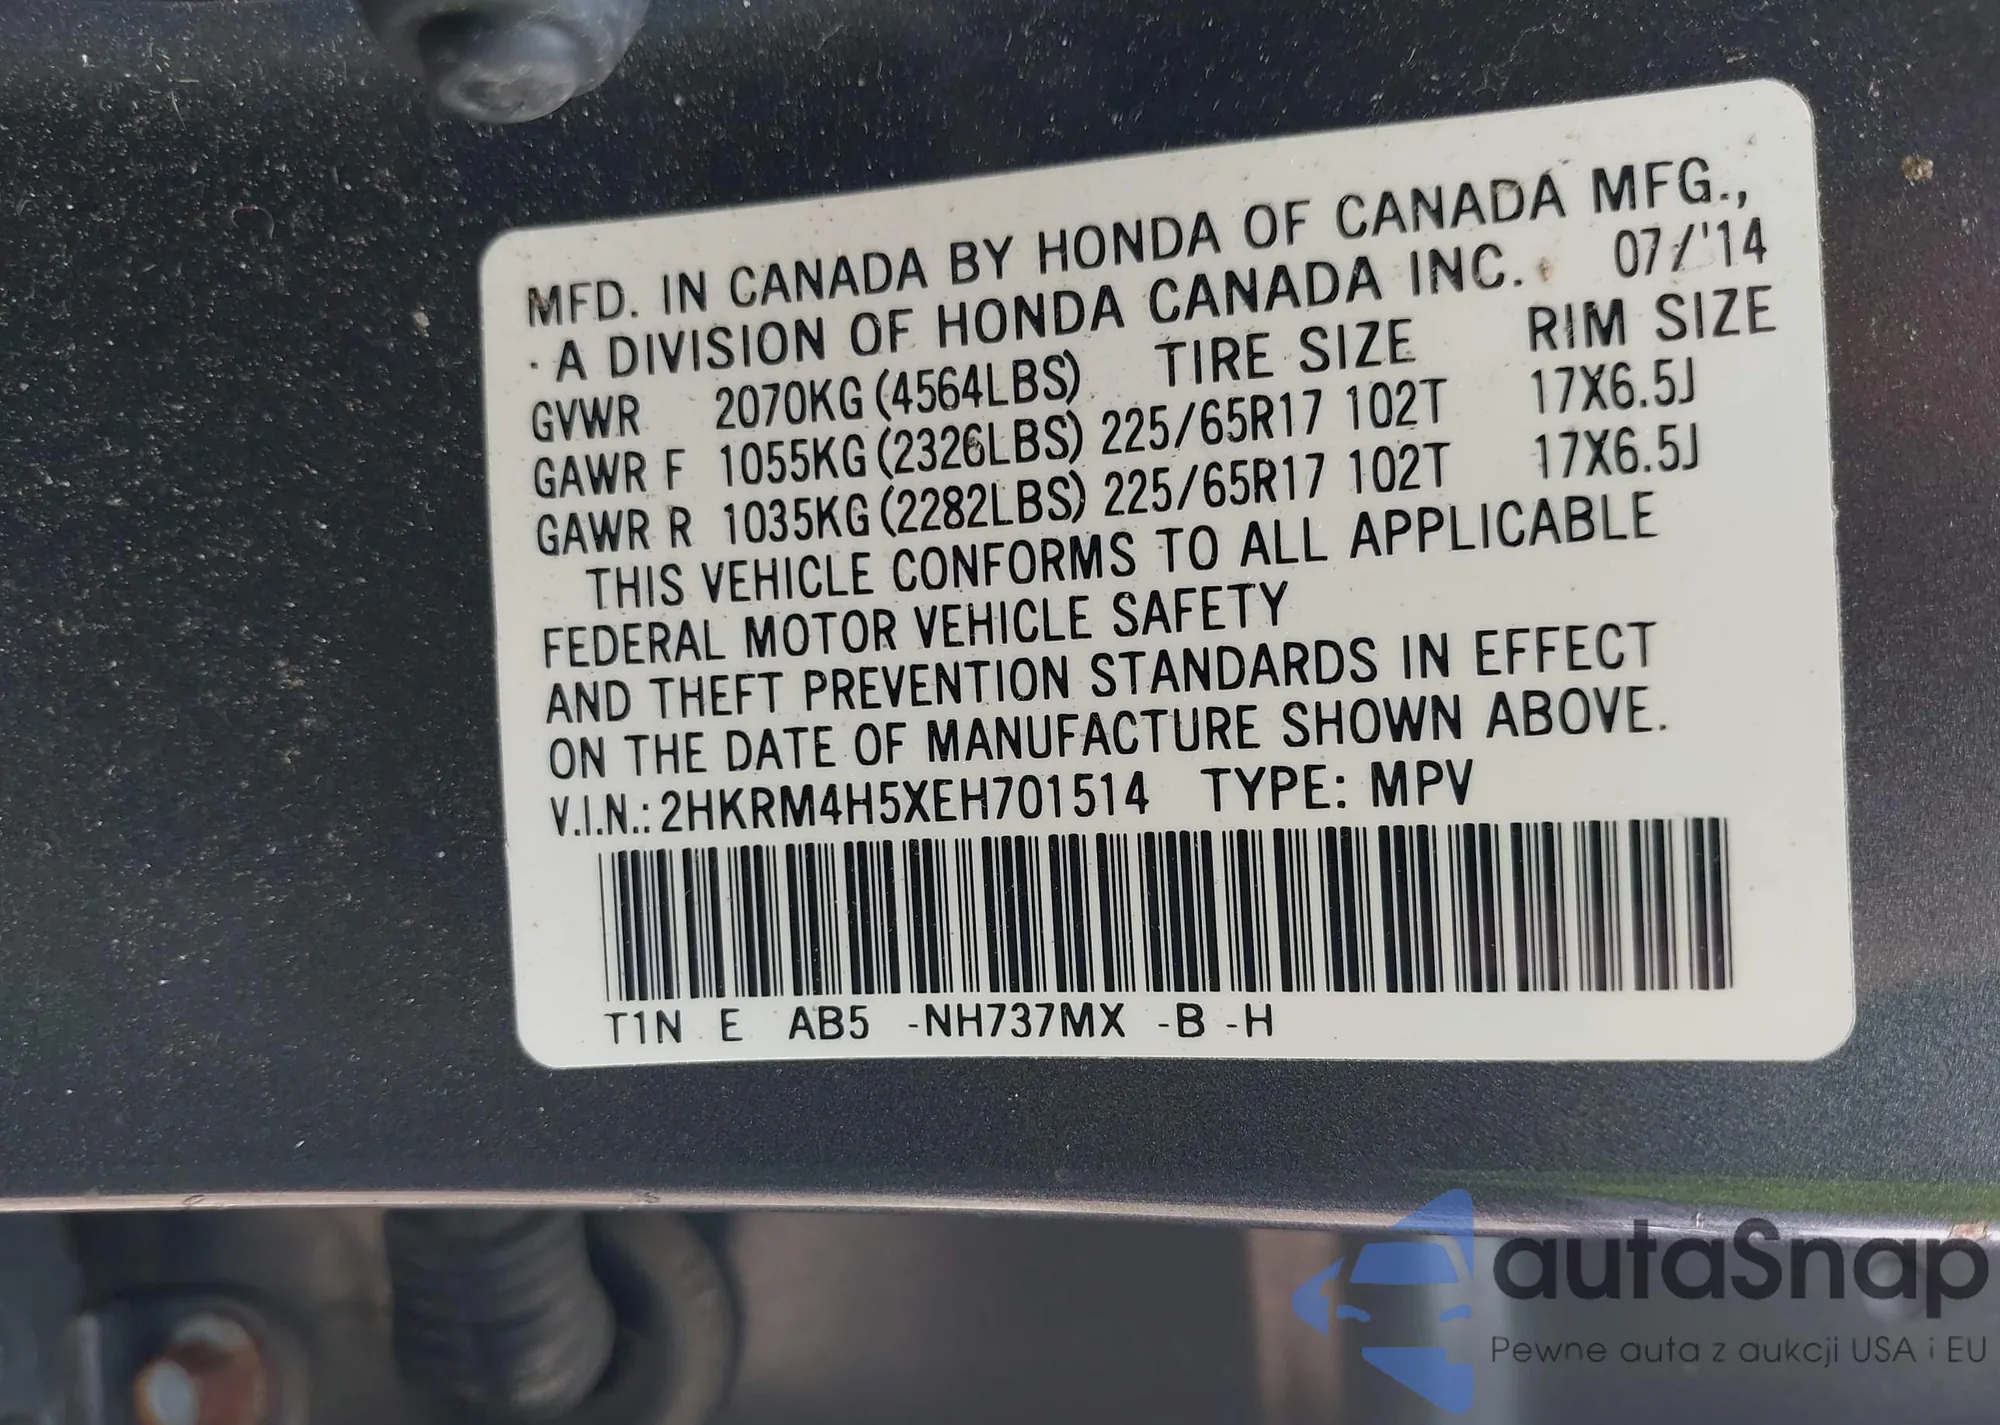 MFD. IN CANADA BY HONDA OF CANADA MFG.,
· A DIVISION OF HONDA CANADA INC. 07/'14
GVWR 2070KG (4564LBS) TIRE SIZE RIM SIZE
GAWR F 1055KG (2326LBS) 225/65R17 102T 17X6.5J
GAWR R 1035KG (2282LBS) 225/65R17 102T 17X6.5J
THIS VEHICLE CONFORMS TO ALL APPLICABLE
FEDERAL MOTOR VEHICLE SAFETY
AND THEFT PREVENTION STANDARDS IN EFFECT
ON THE DATE OF MANUFACTURE SHOWN ABOVE.
V.I.N.: 2HKRM4H5XEH701514 TYPE: MPV
T1N E AB5 -NH737MX -B -H
autaSnap
Pewne auta z aukcji USA i EU